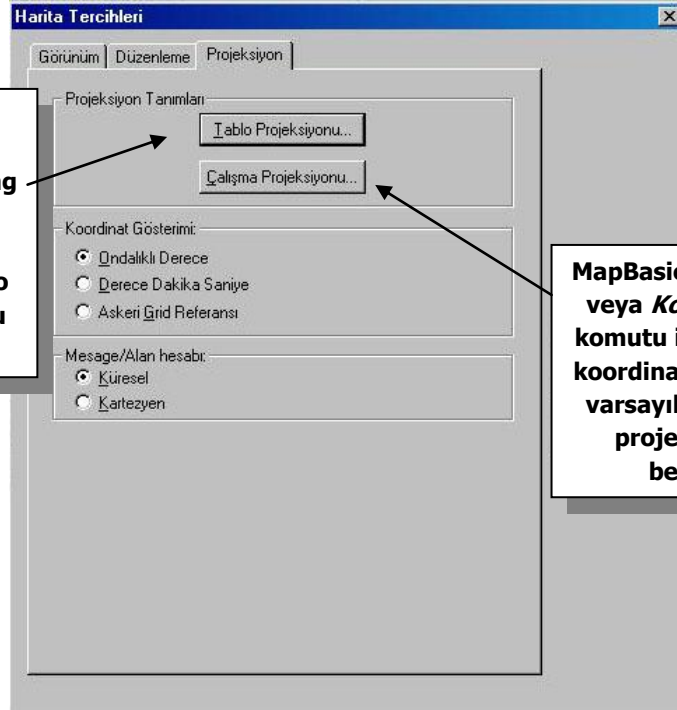 Harita Tercihleri
Görünüm Düzenleme Projeksiyon
Projeksiyon Tanımları
Tablo Projeksiyonu...
Çalışma Projeksiyonu...
Koordinat Gösterimi:
Ondalıklı Derece
Derece Dakika Saniye
Askeri Grid Referansı
Mesage/Alan hesabı:
Küresel
Kartezyen
MapBasic
veya Ko
komutu i
koordina
varsayıl
proje
be